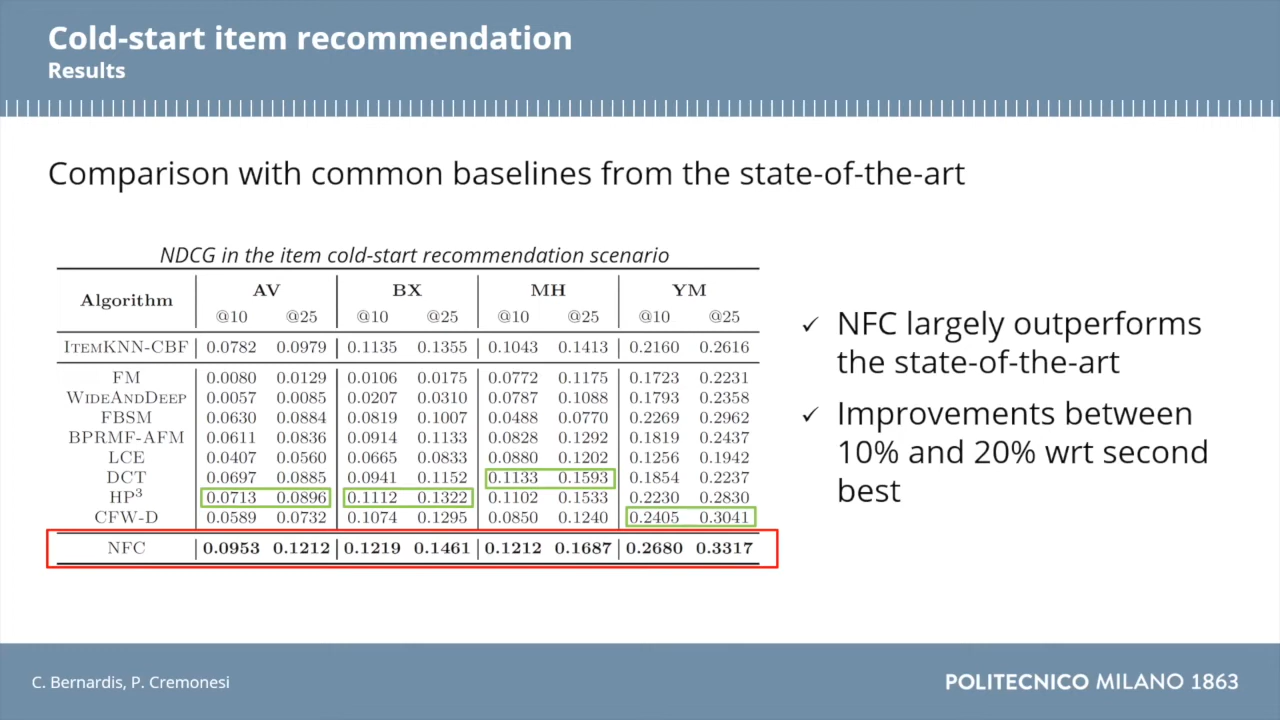 Cold-start item recommendation
Results
Comparison with common baselines from the state-of-the-art
NDCG in the item cold-start recommendation scenario
Algorithm AV BX MH YM
@10 @25 @10 @25 @10 @25 @10 @25
ITEMKNN-CBF 0.0782 0.0979 0.1135 0.1355 0.1043 0.1413 0.2160 0.2616
FM 0.0080 0.0129 0.0106 0.0175 0.0772 0.1175 0.1723 0.2231
WIDEANDDEEP 0.0057 0.0085 0.0207 0.0310 0.0787 0.1088 0.1793 0.2358
FBSM 0.0630 0.0884 0.0819 0.1007 0.0488 0.0770 0.2269 0.2962
BPRMF-AFM 0.0611 0.0836 0.0914 0.1133 0.0828 0.1292 0.1819 0.2437
LCE 0.0407 0.0560 0.0665 0.0833 0.0880 0.1202 0.1256 0.1942
DCT 0.0697 0.0885 0.0941 0.1152 0.1133 0.1593 0.1854 0.2237
HP³ 0.0713 0.0896 0.1112 0.1322 0.1102 0.1533 0.2230 0.2830
CFW-D 0.0589 0.0732 0.1074 0.1295 0.0850 0.1240 0.2405 0.3041
NFC 0.0953 0.1212 0.1219 0.1461 0.1212 0.1687 0.2680 0.3317
✓ NFC largely outperforms
the state-of-the-art
✓ Improvements between
10% and 20% wrt second
best
C. Bernardis, P. Cremonesi
POLITECNICO MILANO 1863